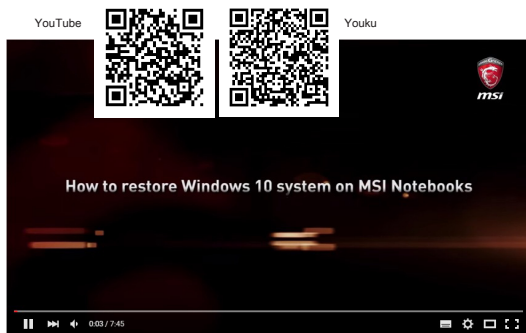 YouTube
Youku
msi
How to restore Windows 10 system on MSI Notebooks
0:03 / 7:45